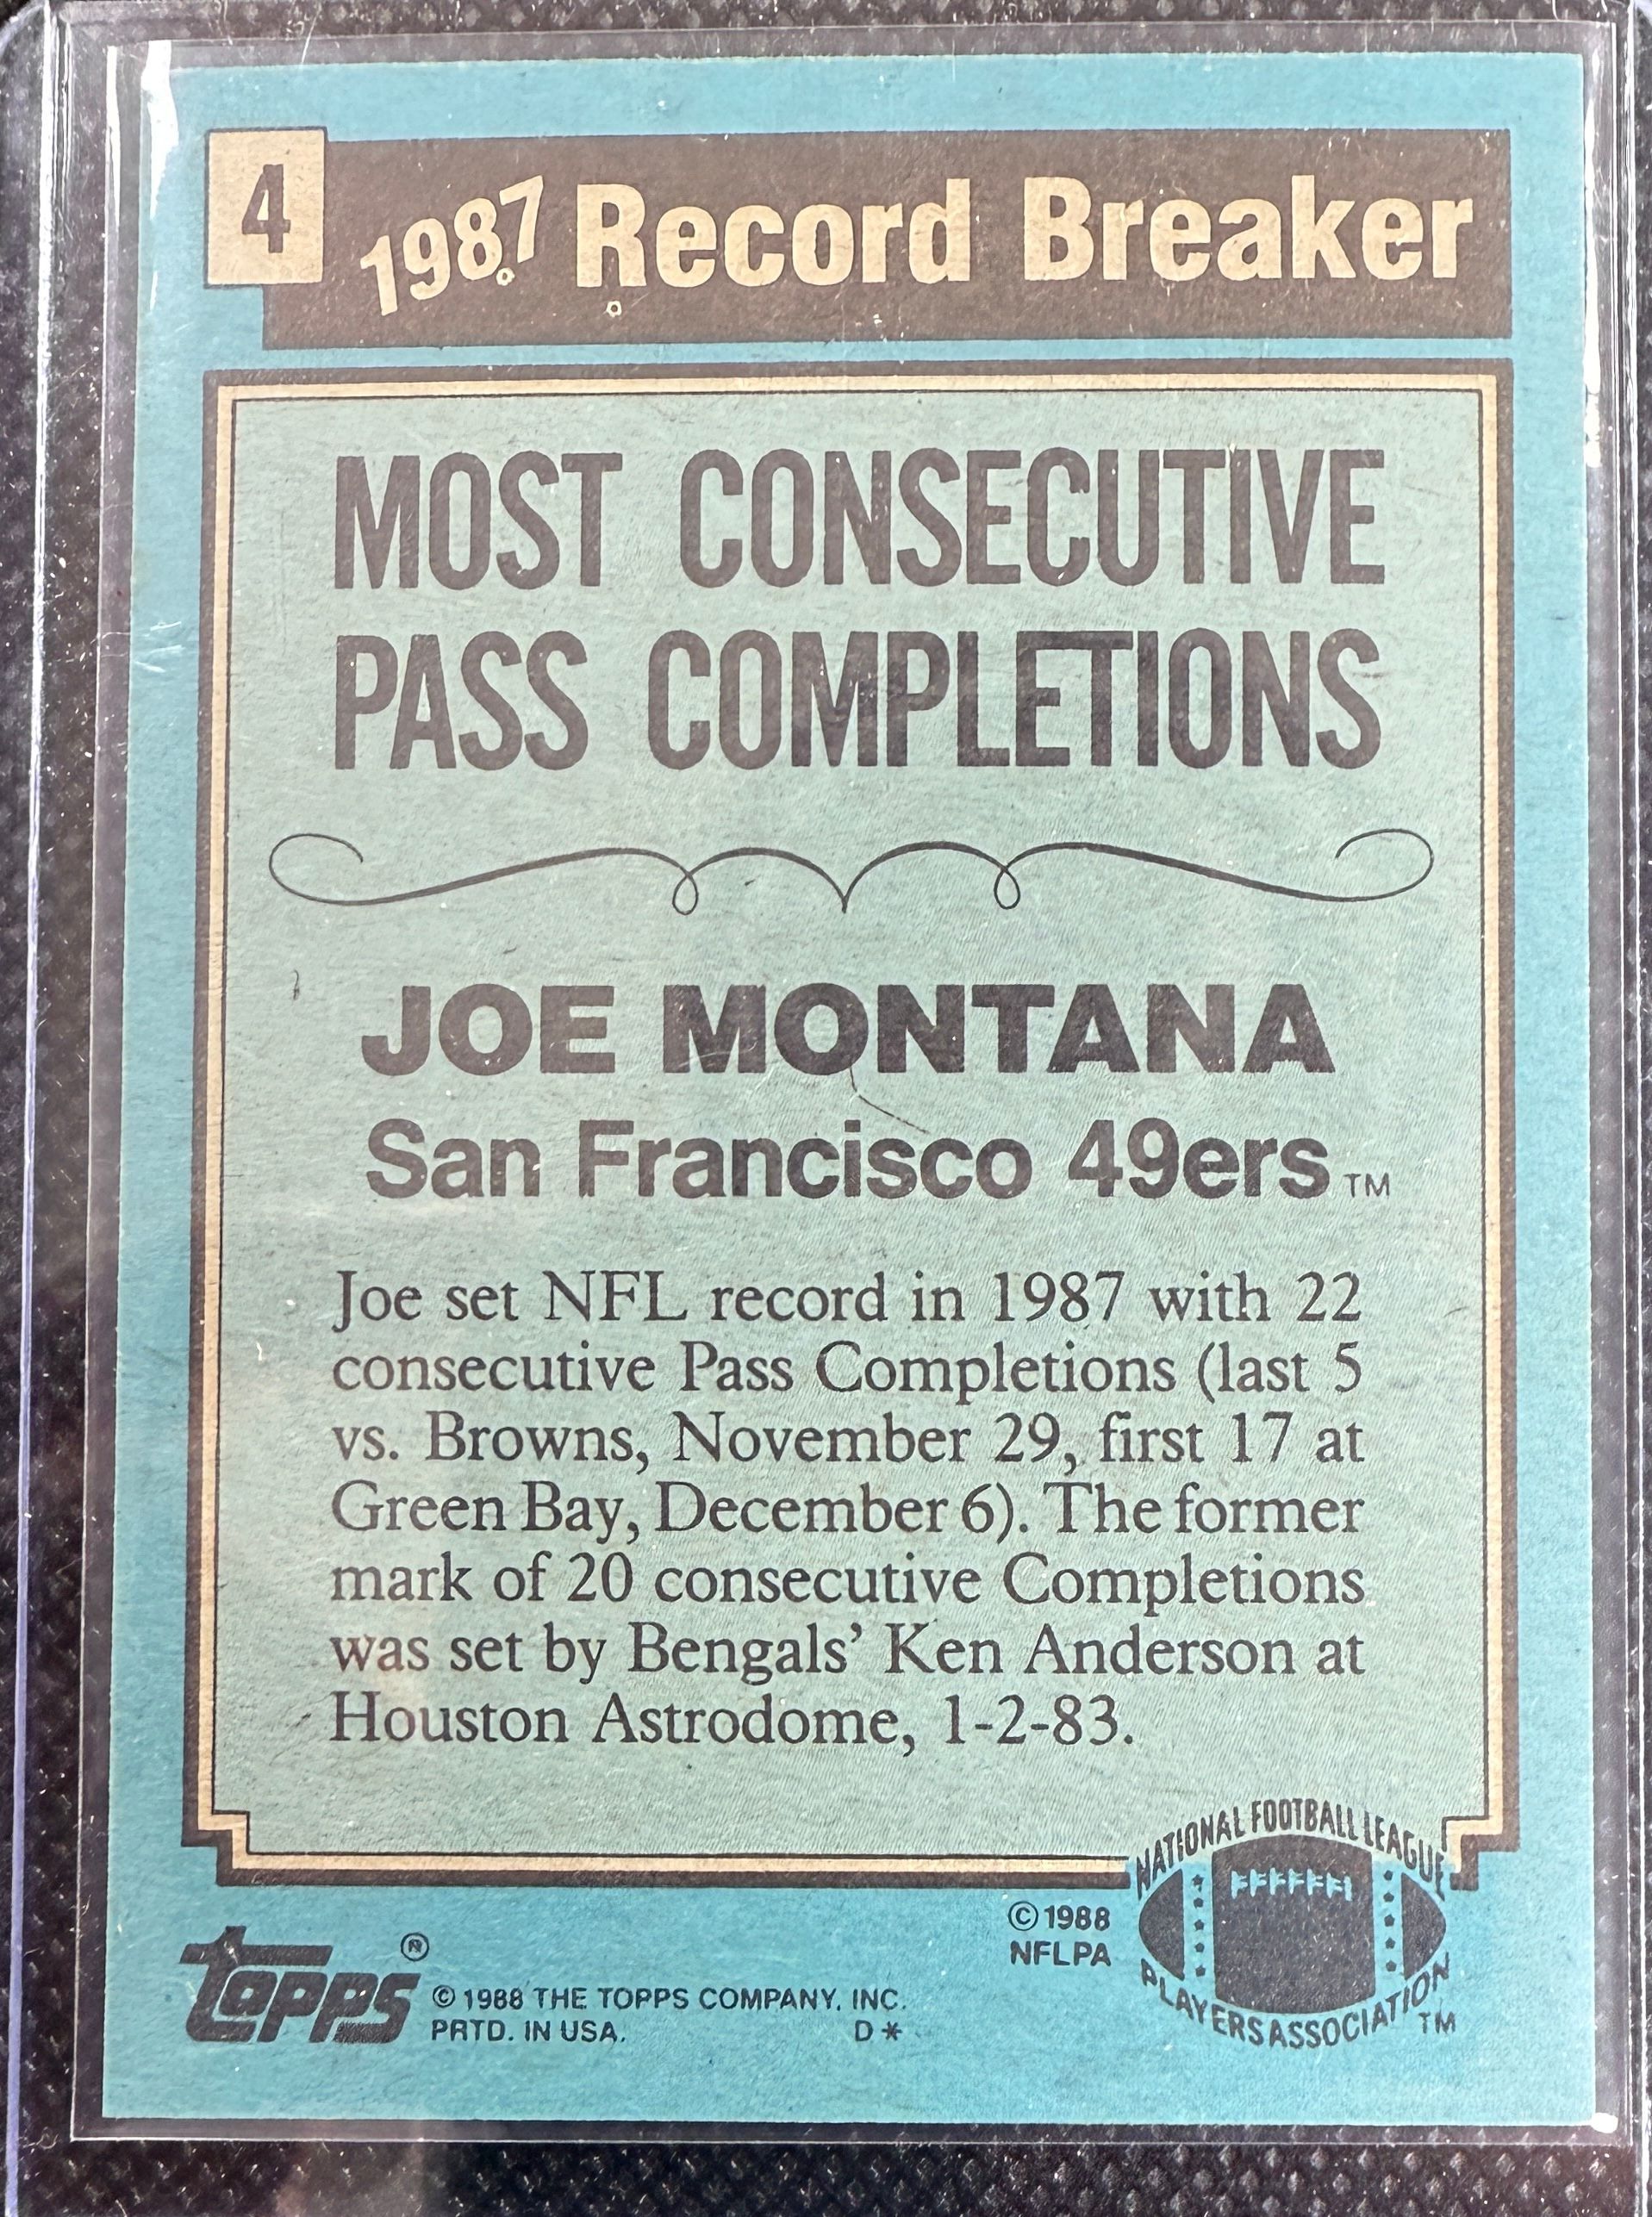 4
1987 Record Breaker
MOST CONSECUTIVE
PASS COMPLETIONS
JOE MONTANA
San Francisco 49ers TM
Joe set NFL record in 1987 with 22
consecutive Pass Completions (last 5
vs. Browns, November 29, first 17 at
Green Bay, December 6). The former
mark of 20 consecutive Completions
was set by Bengals’ Ken Anderson at
Houston Astrodome, 1-2-83.
topps ®
© 1988 THE TOPPS COMPANY, INC.
PRTD. IN USA. D*
© 1988
NFLPA
NATIONAL FOOTBALL LEAGUE
PLAYERS ASSOCIATION
TM